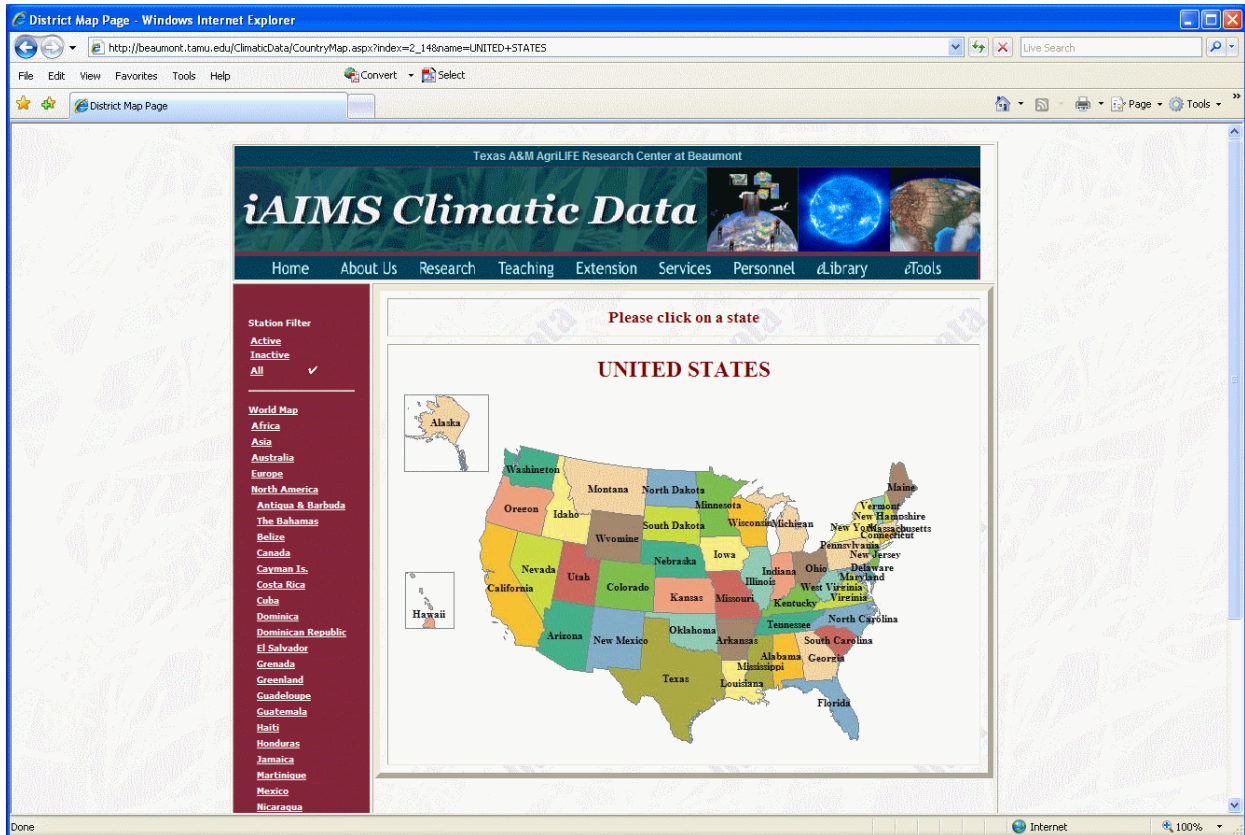 District Map Page - Windows Internet Explorer
http://beaumont.tamu.edu/ClimaticData/CountryMap.aspx?index=2_14&name=UNITED+STATES
Live Search
File Edit View Favorites Tools Help
Convert Select
District Map Page
Page Tools
Texas A&M AgriLIFE Research Center at Beaumont
iAIMS Climatic Data
Home About Us Research Teaching Extension Services Personnel eLibrary eTools
Station Filter
Active
Inactive
All
World Map
Africa
Asia
Australia
Europe
North America
Antigua & Barbuda
The Bahamas
Belize
Canada
Cayman Is.
Costa Rica
Cuba
Dominica
Dominican Republic
El Salvador
Grenada
Greenland
Guadeloupe
Guatemala
Haiti
Honduras
Jamaica
Martinique
Mexico
Nicaragua
Please click on a state
UNITED STATES
Alaska
Washington
Montana
North Dakota
Minnesota
Maine
Oregon
Idaho
South Dakota
Wisconsin
Michigan
Vermont
New Hampshire
New York
Massachusetts
Connecticut
Wyoming
Pennsylvania
New Jersey
Nebraska
Iowa
Nevada
Utah
Colorado
Indiana
Ohio
Delaware
Maryland
Illinois
West Virginia
Virginia
California
Kansas
Missouri
Kentucky
Hawaii
North Carolina
Tennessee
Oklahoma
Arizona
New Mexico
Arkansas
South Carolina
Alabama
Georgia
Mississippi
Texas
Louisiana
Florida
Done
Internet
100%